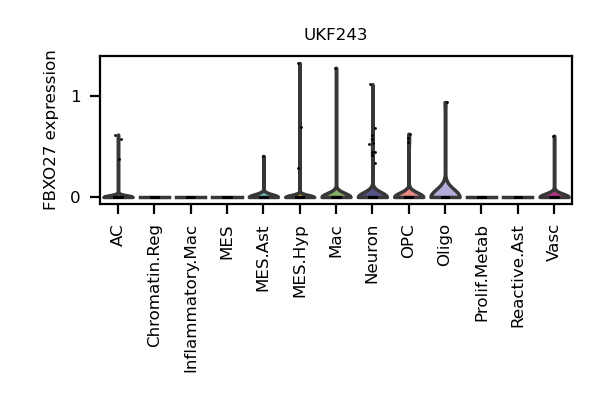 UKF243
FBXO27 expression
1
0
AC
Chromatin.Reg
Inflammatory.Mac
MES
MES.Ast
MES.Hyp
Mac
Neuron
OPC
Oligo
Prolif.Metab
Reactive.Ast
Vasc